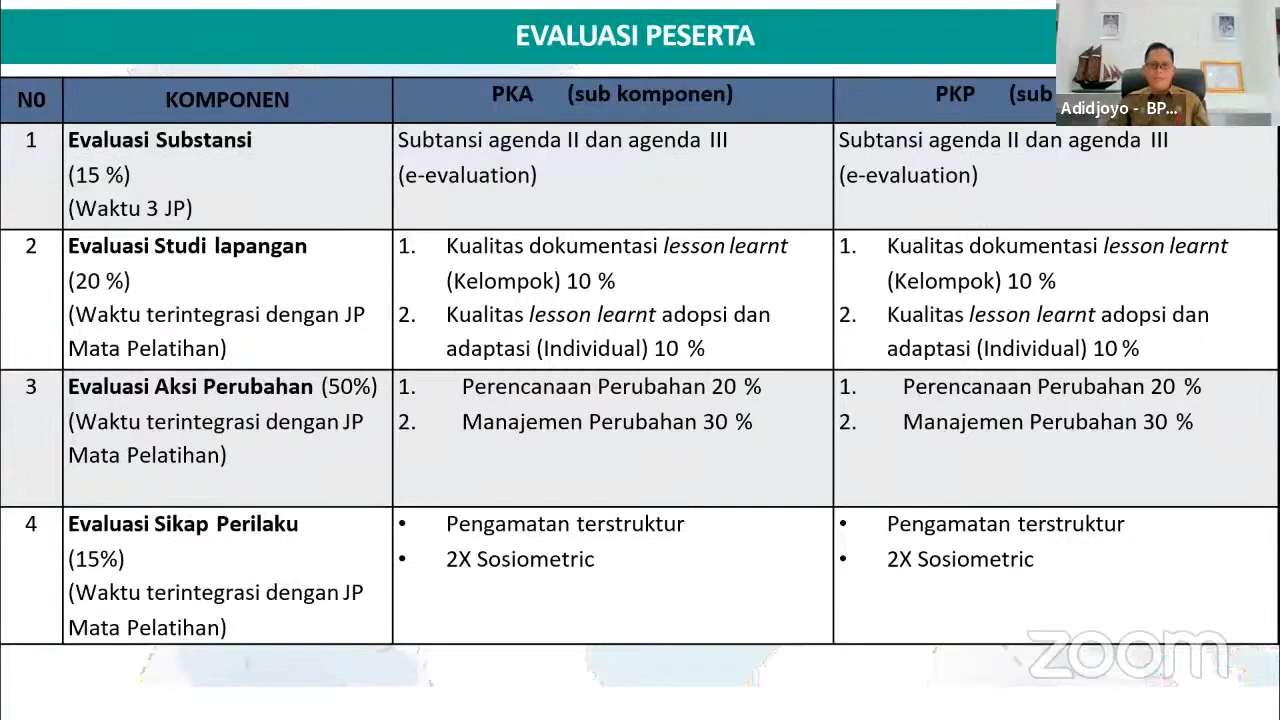 EVALUASI PESERTA
N0 KOMPONEN PKA (sub komponen) PKP (sub
Adidjoyo - BP...
1 Evaluasi Substansi Subtansi agenda II dan agenda III Subtansi agenda II dan agenda III
(15 %) (e-evaluation) (e-evaluation)
(Waktu 3 JP)
2 Evaluasi Studi lapangan 1. Kualitas dokumentasi lesson learnt 1. Kualitas dokumentasi lesson learnt
(20 %) (Kelompok) 10 % (Kelompok) 10 %
(Waktu terintegrasi dengan JP 2. Kualitas lesson learnt adopsi dan 2. Kualitas lesson learnt adopsi dan
Mata Pelatihan) adaptasi (Individual) 10 % adaptasi (Individual) 10 %
3 Evaluasi Aksi Perubahan (50%) 1. Perencanaan Perubahan 20 % 1. Perencanaan Perubahan 20 %
(Waktu terintegrasi dengan JP 2. Manajemen Perubahan 30 % 2. Manajemen Perubahan 30 %
Mata Pelatihan)
4 Evaluasi Sikap Perilaku • Pengamatan terstruktur • Pengamatan terstruktur
(15%) • 2X Sosiometric • 2X Sosiometric
(Waktu terintegrasi dengan JP
Mata Pelatihan)
zoom